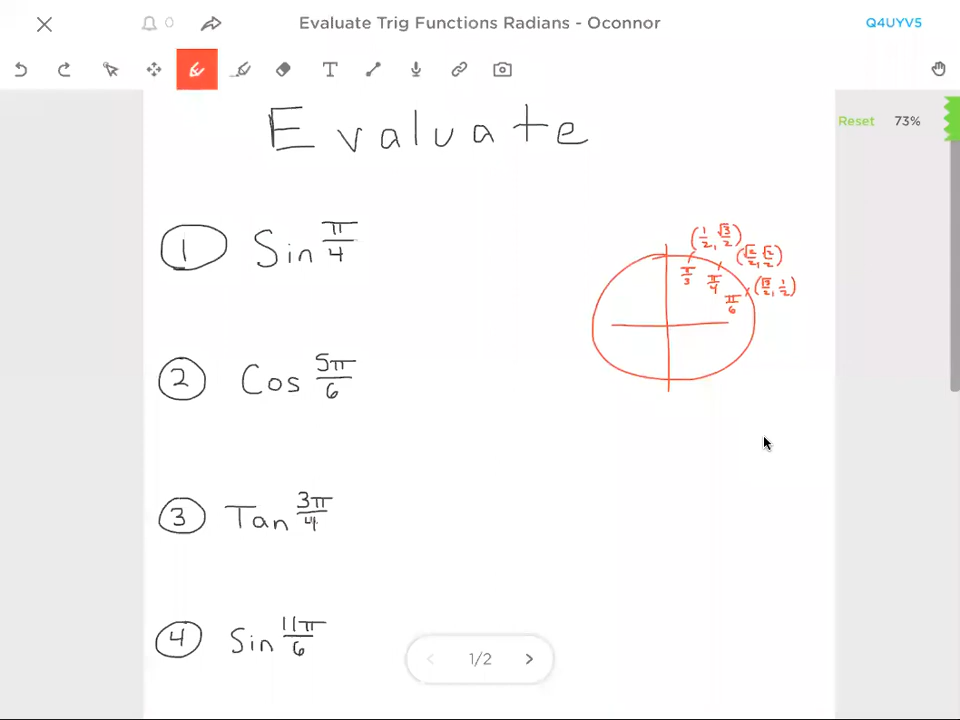 0 Evaluate Trig Functions Radians - Oconnor Q4UYV5
T
Reset 73%
Evaluate
1 Sin π/4
(1/2, √3/2)
(√2/2, √2/2)
(√3/2, 1/2)
π/3 π/4 π/6
2 Cos 5π/6
3 Tan 3π/4
4 Sin 11π/6
1/2